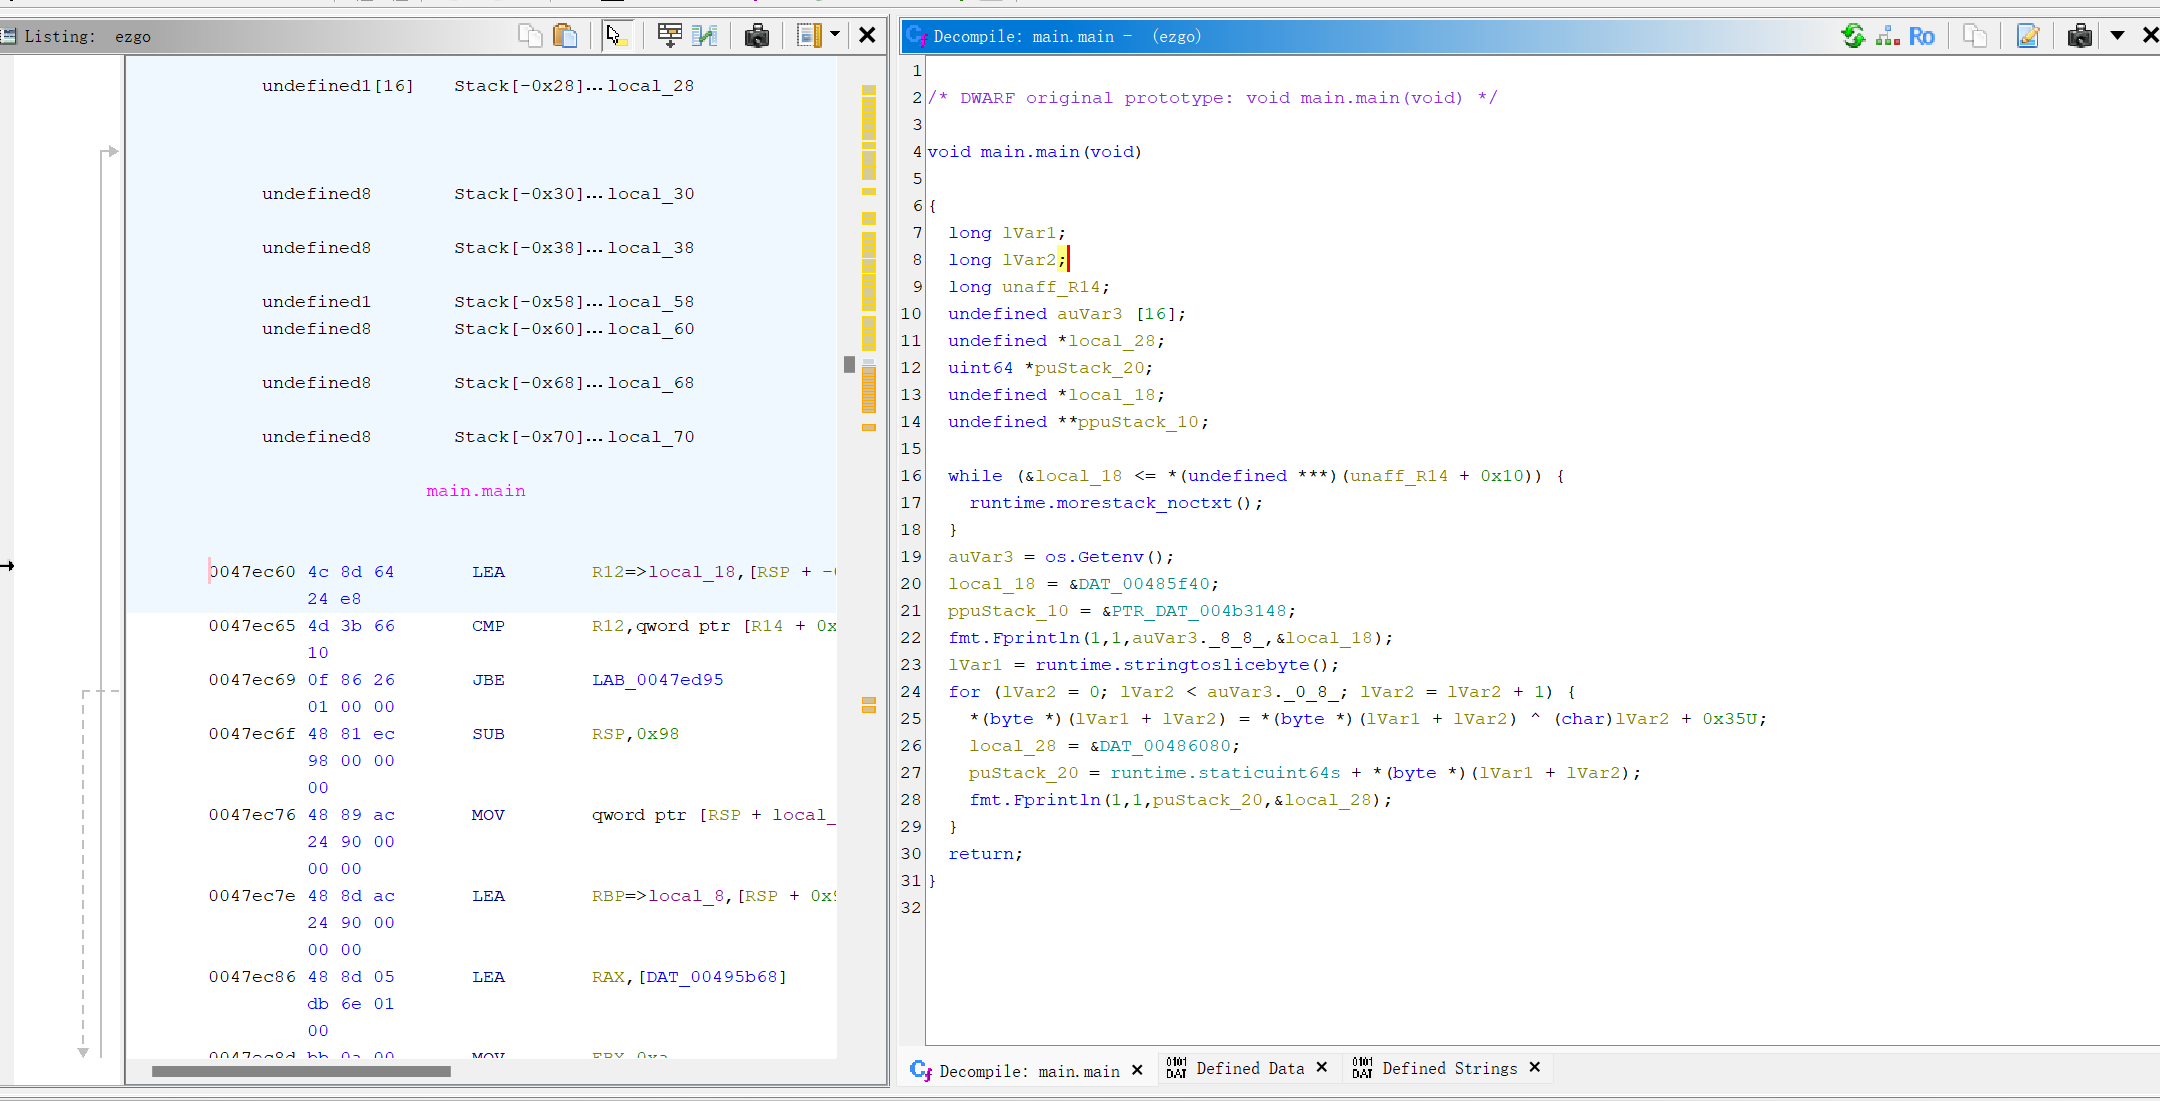 Listing: ezgo
undefined1[16] Stack[-0x28]... local_28
undefined8 Stack[-0x30]... local_30
undefined8 Stack[-0x38]... local_38
undefined1 Stack[-0x58]... local_58
undefined8 Stack[-0x60]... local_60
undefined8 Stack[-0x68]... local_68
undefined8 Stack[-0x70]... local_70
main.main
0047ec60 4c 8d 64 LEA R12=>local_18,[RSP + -
24 e8
0047ec65 4d 3b 66 CMP R12,qword ptr [R14 + 0x
10
0047ec69 0f 86 26 JBE LAB_0047ed95
01 00 00
0047ec6f 48 81 ec SUB RSP,0x98
98 00 00
00
0047ec76 48 89 ac MOV qword ptr [RSP + local_
24 90 00
00 00
0047ec7e 48 8d ac LEA RBP=>local_8,[RSP + 0x9
24 90 00
00 00
0047ec86 48 8d 05 LEA RAX,[DAT_00495b68]
db 6e 01
00
0047ec8d bb 0a 00 MOV EBX,0xa
Decompile: main.main - (ezgo)
Ro
1
2 /* DWARF original prototype: void main.main(void) */
3
4 void main.main(void)
5
6 {
7 long lVar1;
8 long lVar2;
9 long unaff_R14;
10 undefined auVar3 [16];
11 undefined *local_28;
12 uint64 *puStack_20;
13 undefined *local_18;
14 undefined **ppuStack_10;
15
16 while (&local_18 <= *(undefined ***)(unaff_R14 + 0x10)) {
17 runtime.morestack_noctxt();
18 }
19 auVar3 = os.Getenv();
20 local_18 = &DAT_00485f40;
21 ppuStack_10 = &PTR_DAT_004b3148;
22 fmt.Fprintln(1,1,auVar3._8_8_,&local_18);
23 lVar1 = runtime.stringtoslicebyte();
24 for (lVar2 = 0; lVar2 < auVar3._0_8_; lVar2 = lVar2 + 1) {
25 *(byte *)(lVar1 + lVar2) = *(byte *)(lVar1 + lVar2) ^ (char)lVar2 + 0x35U;
26 local_28 = &DAT_00486080;
27 puStack_20 = runtime.staticuint64s + *(byte *)(lVar1 + lVar2);
28 fmt.Fprintln(1,1,puStack_20,&local_28);
29 }
30 return;
31 }
32
Decompile: main.main
Defined Data
Defined Strings